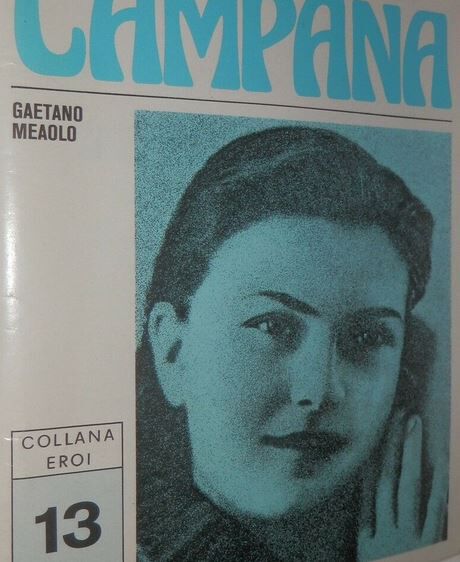 CAMPANA
GAETANO
MEAOLO
COLLANA
EROI
13